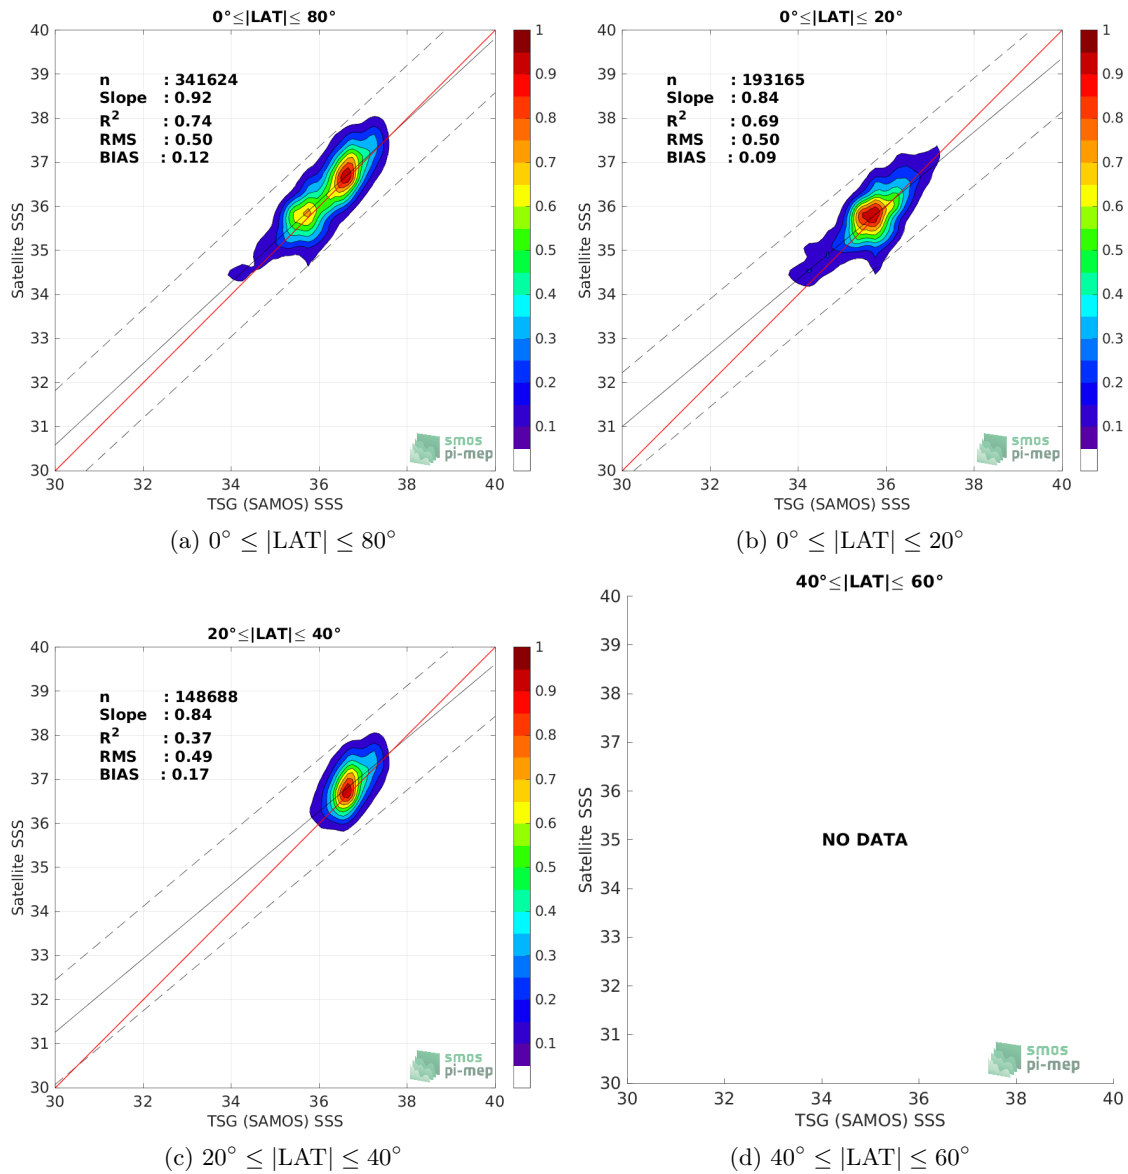 0°≤|LAT|≤ 80°
40
39
38
37
36
35
34
33
32
31
30
Satellite SSS
n : 341624
Slope : 0.92
R² : 0.74
RMS : 0.50
BIAS : 0.12
1
0.9
0.8
0.7
0.6
0.5
0.4
0.3
0.2
0.1
smos
pi-mep
30 32 34 36 38 40
TSG (SAMOS) SSS
(a) 0° ≤ |LAT| ≤ 80°
0°≤|LAT|≤ 20°
40
39
38
37
36
35
34
33
32
31
30
Satellite SSS
n : 193165
Slope : 0.84
R² : 0.69
RMS : 0.50
BIAS : 0.09
1
0.9
0.8
0.7
0.6
0.5
0.4
0.3
0.2
0.1
smos
pi-mep
30 32 34 36 38 40
TSG (SAMOS) SSS
(b) 0° ≤ |LAT| ≤ 20°
20°≤|LAT|≤ 40°
40
39
38
37
36
35
34
33
32
31
30
Satellite SSS
n : 148688
Slope : 0.84
R² : 0.37
RMS : 0.49
BIAS : 0.17
1
0.9
0.8
0.7
0.6
0.5
0.4
0.3
0.2
0.1
smos
pi-mep
30 32 34 36 38 40
TSG (SAMOS) SSS
(c) 20° ≤ |LAT| ≤ 40°
40°≤|LAT|≤ 60°
40
39
38
37
36
35
34
33
32
31
30
Satellite SSS
NO DATA
smos
pi-mep
30 32 34 36 38 40
TSG (SAMOS) SSS
(d) 40° ≤ |LAT| ≤ 60°